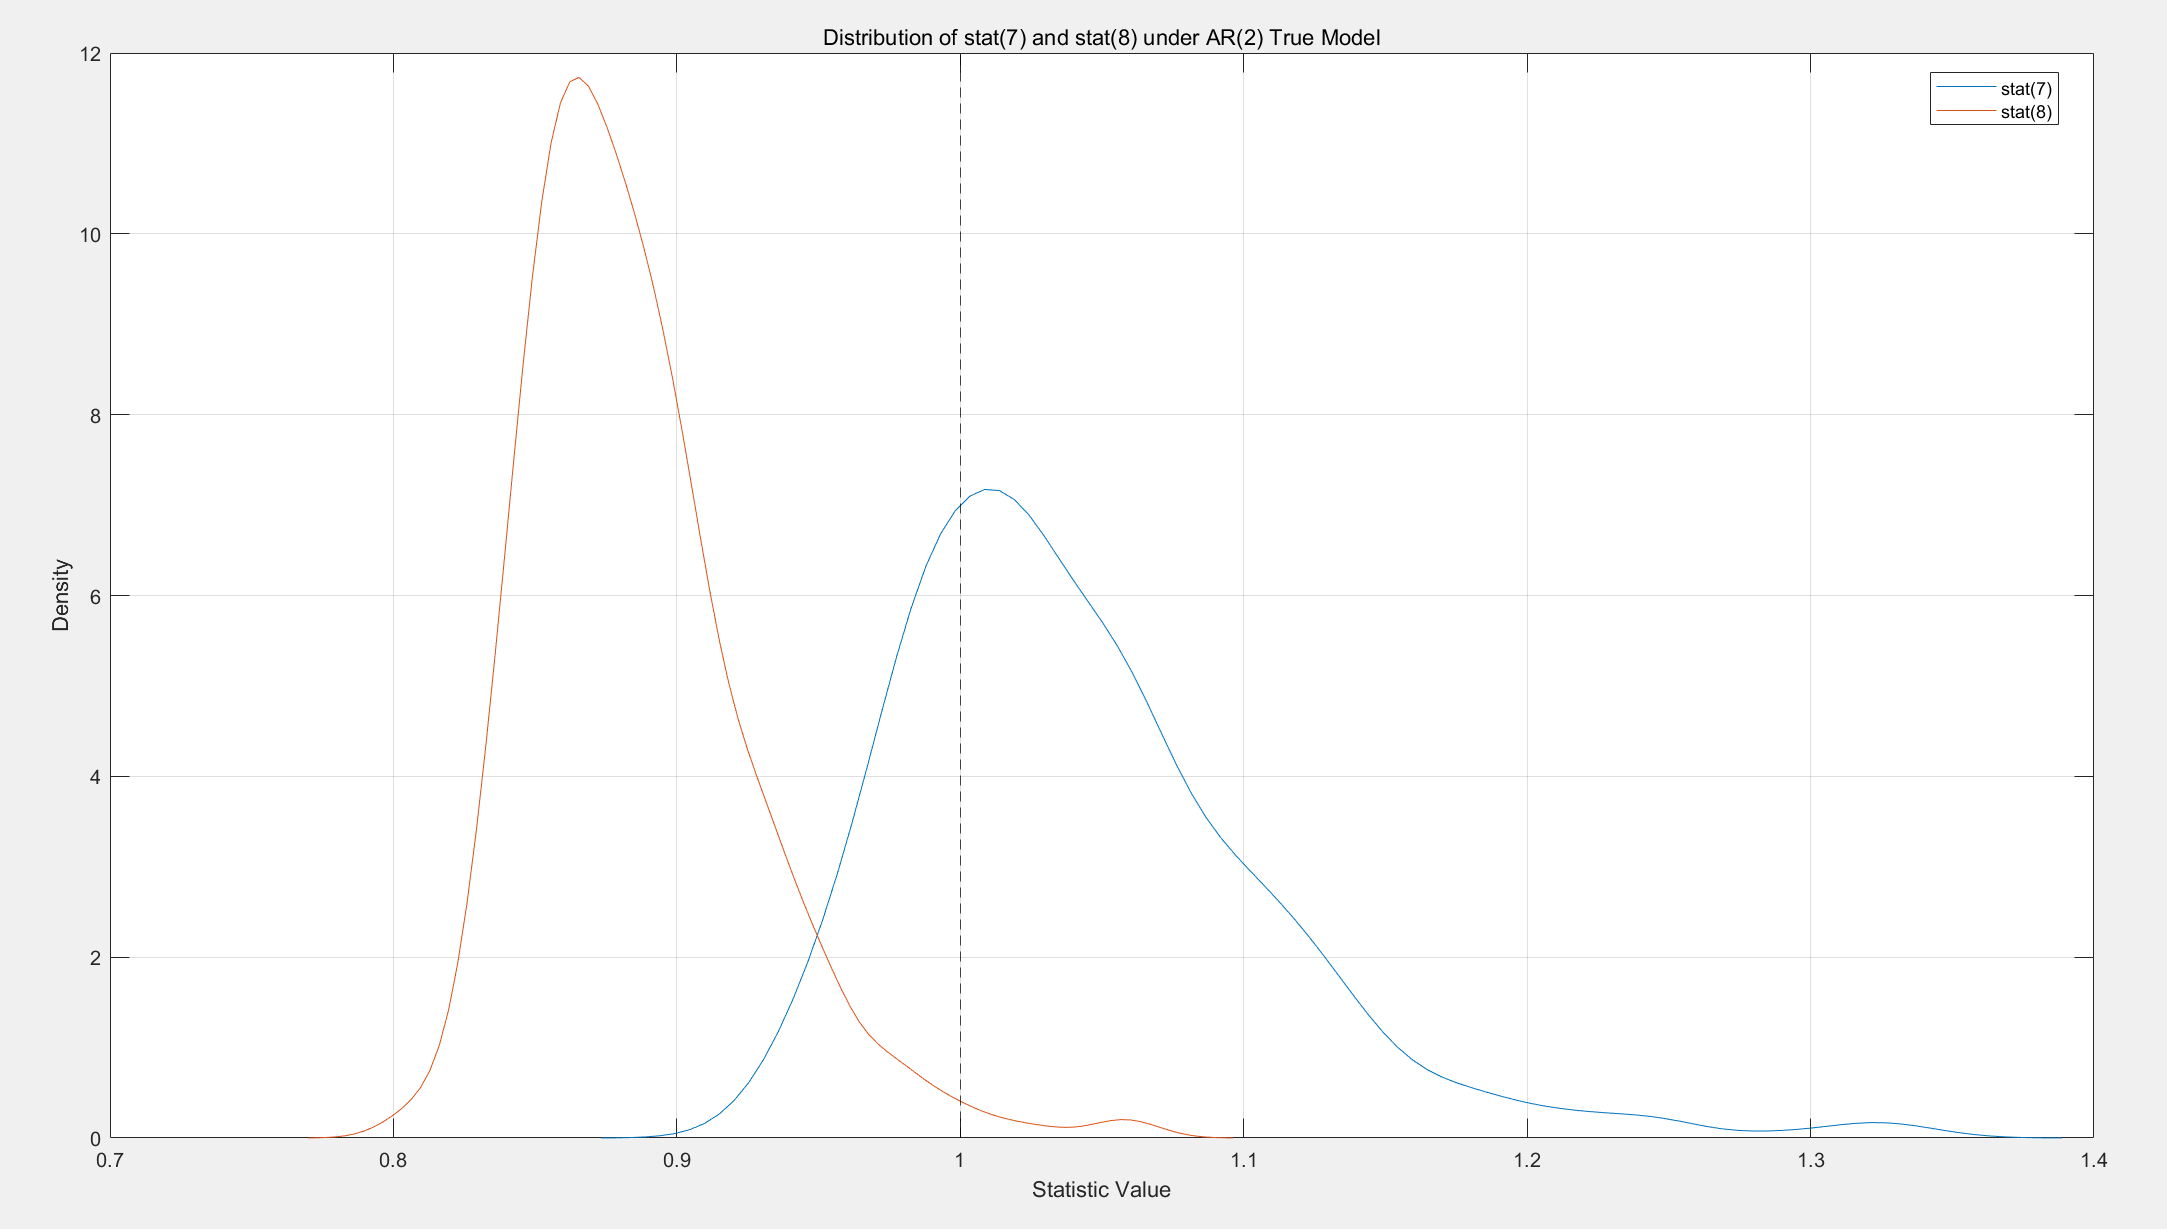 Distribution of stat(7) and stat(8) under AR(2) True Model
12
10
8
6
4
2
0
Density
stat(7)
stat(8)
0.7 0.8 0.9 1 1.1 1.2 1.3 1.4
Statistic Value